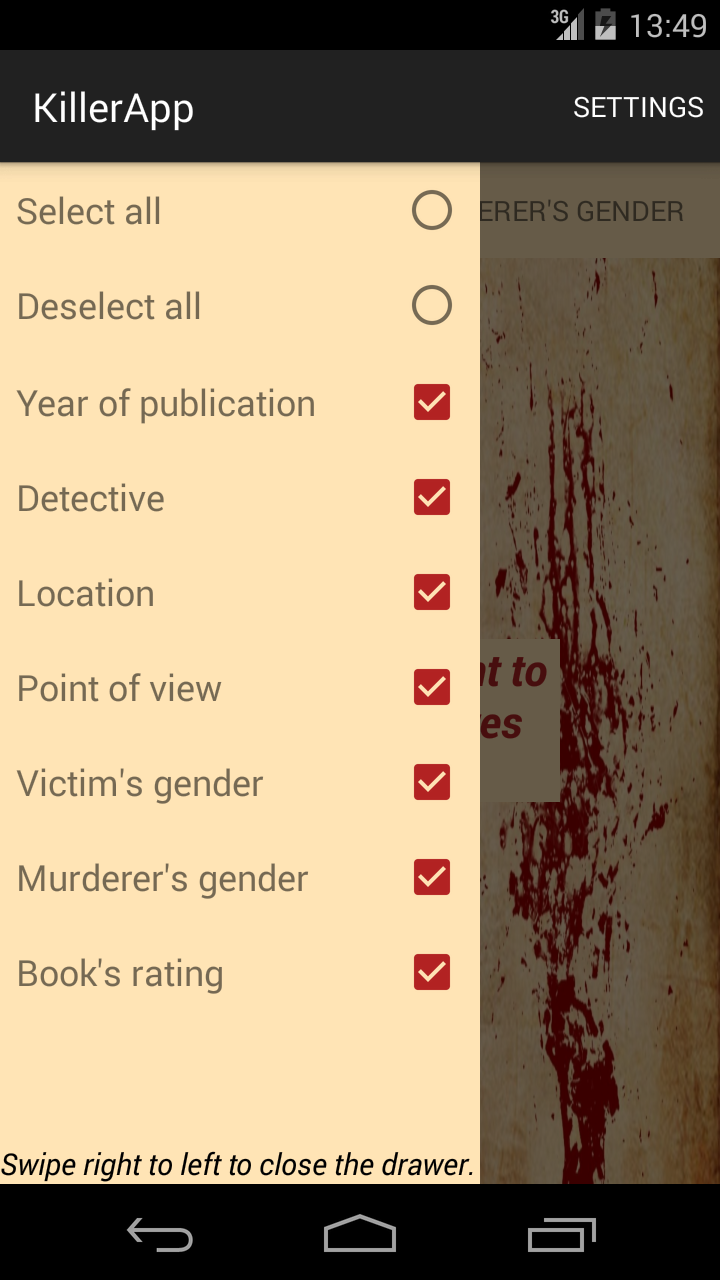 3G 13:49
KillerApp SETTINGS
Select all
ERER'S GENDER
Deselect all
Year of publication
Detective
Location
Point of view
to
Victim's gender
Murderer's gender
Book's rating
Swipe right to left to close the drawer.